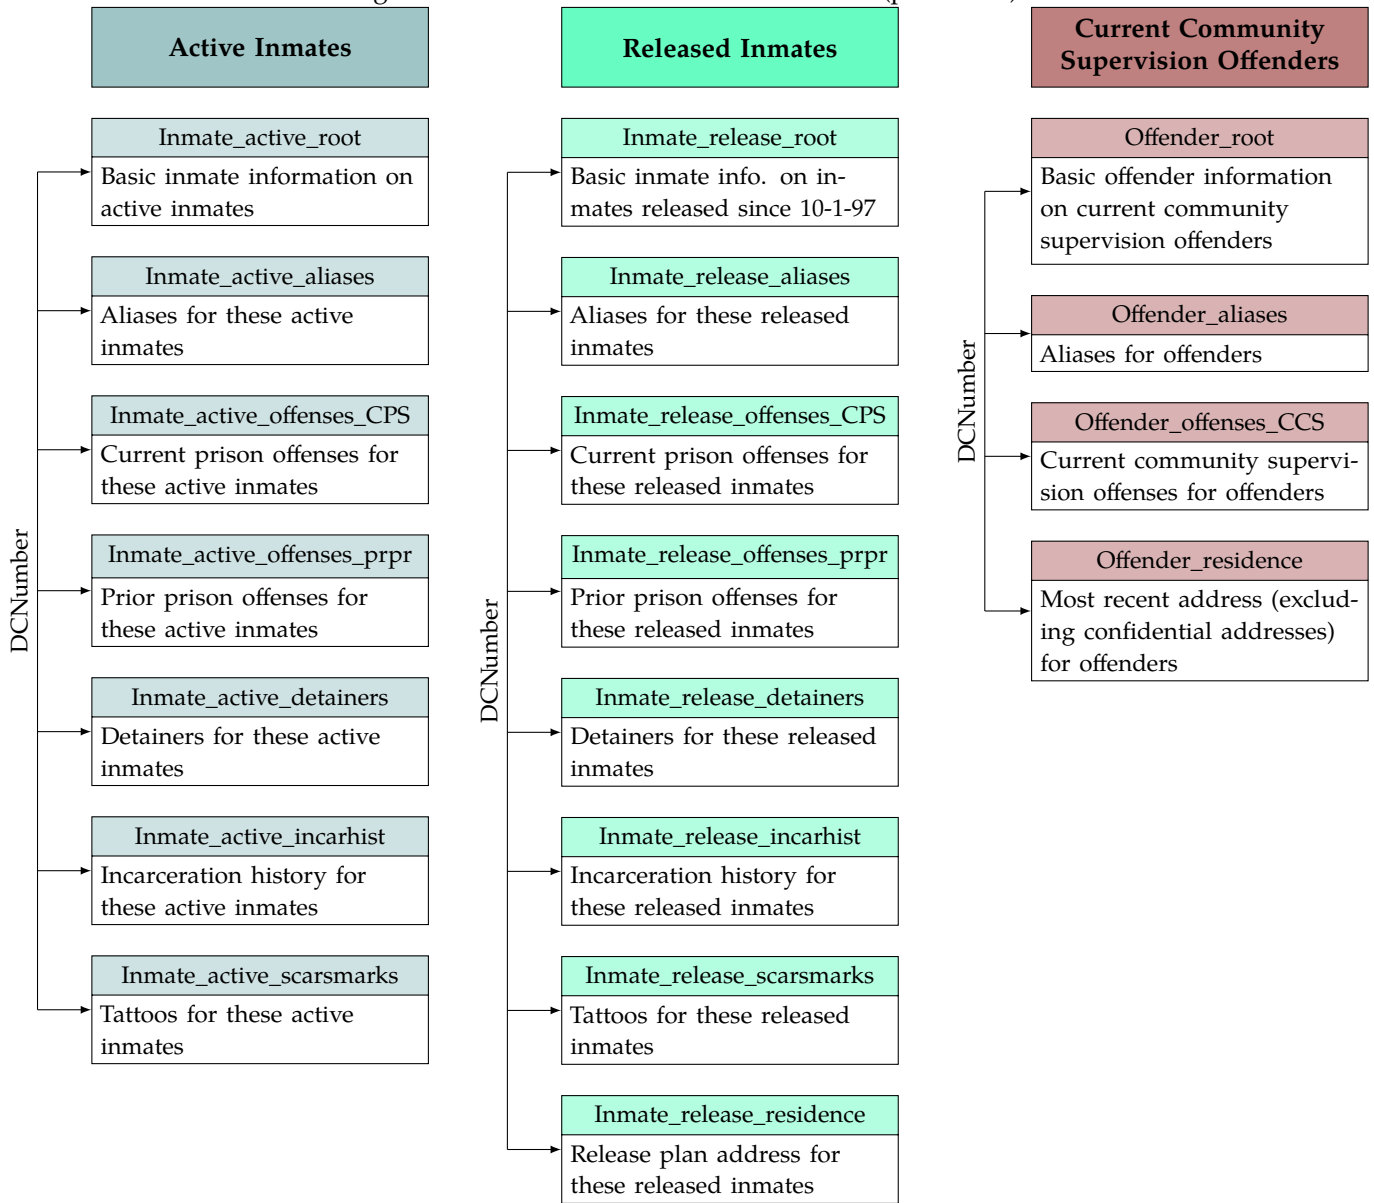 Active Inmates
Inmate_active_root
Basic inmate information on
active inmates
Inmate_active_aliases
Aliases for these active
inmates
Inmate_active_offenses_CPS
Current prison offenses for
these active inmates
Inmate_active_offenses_prpr
Prior prison offenses for
these active inmates
Inmate_active_detainers
Detainers for these active
inmates
Inmate_active_incarhist
Incarceration history for
these active inmates
Inmate_active_scarsmarks
Tattoos for these active
inmates
DCNumber
Released Inmates
Inmate_release_root
Basic inmate info. on in-
mates released since 10-1-97
Inmate_release_aliases
Aliases for these released
inmates
Inmate_release_offenses_CPS
Current prison offenses for
these released inmates
Inmate_release_offenses_prpr
Prior prison offenses for
these released inmates
Inmate_release_detainers
Detainers for these released
inmates
Inmate_release_incarhist
Incarceration history for
these released inmates
Inmate_release_scarsmarks
Tattoos for these released
inmates
Inmate_release_residence
Release plan address for
these released inmates
DCNumber
Current Community
Supervision Offenders
Offender_root
Basic offender information
on current community
supervision offenders
Offender_aliases
Aliases for offenders
Offender_offenses_CCS
Current community supervi-
sion offenses for offenders
Offender_residence
Most recent address (exclud-
ing confidential addresses)
for offenders
DCNumber